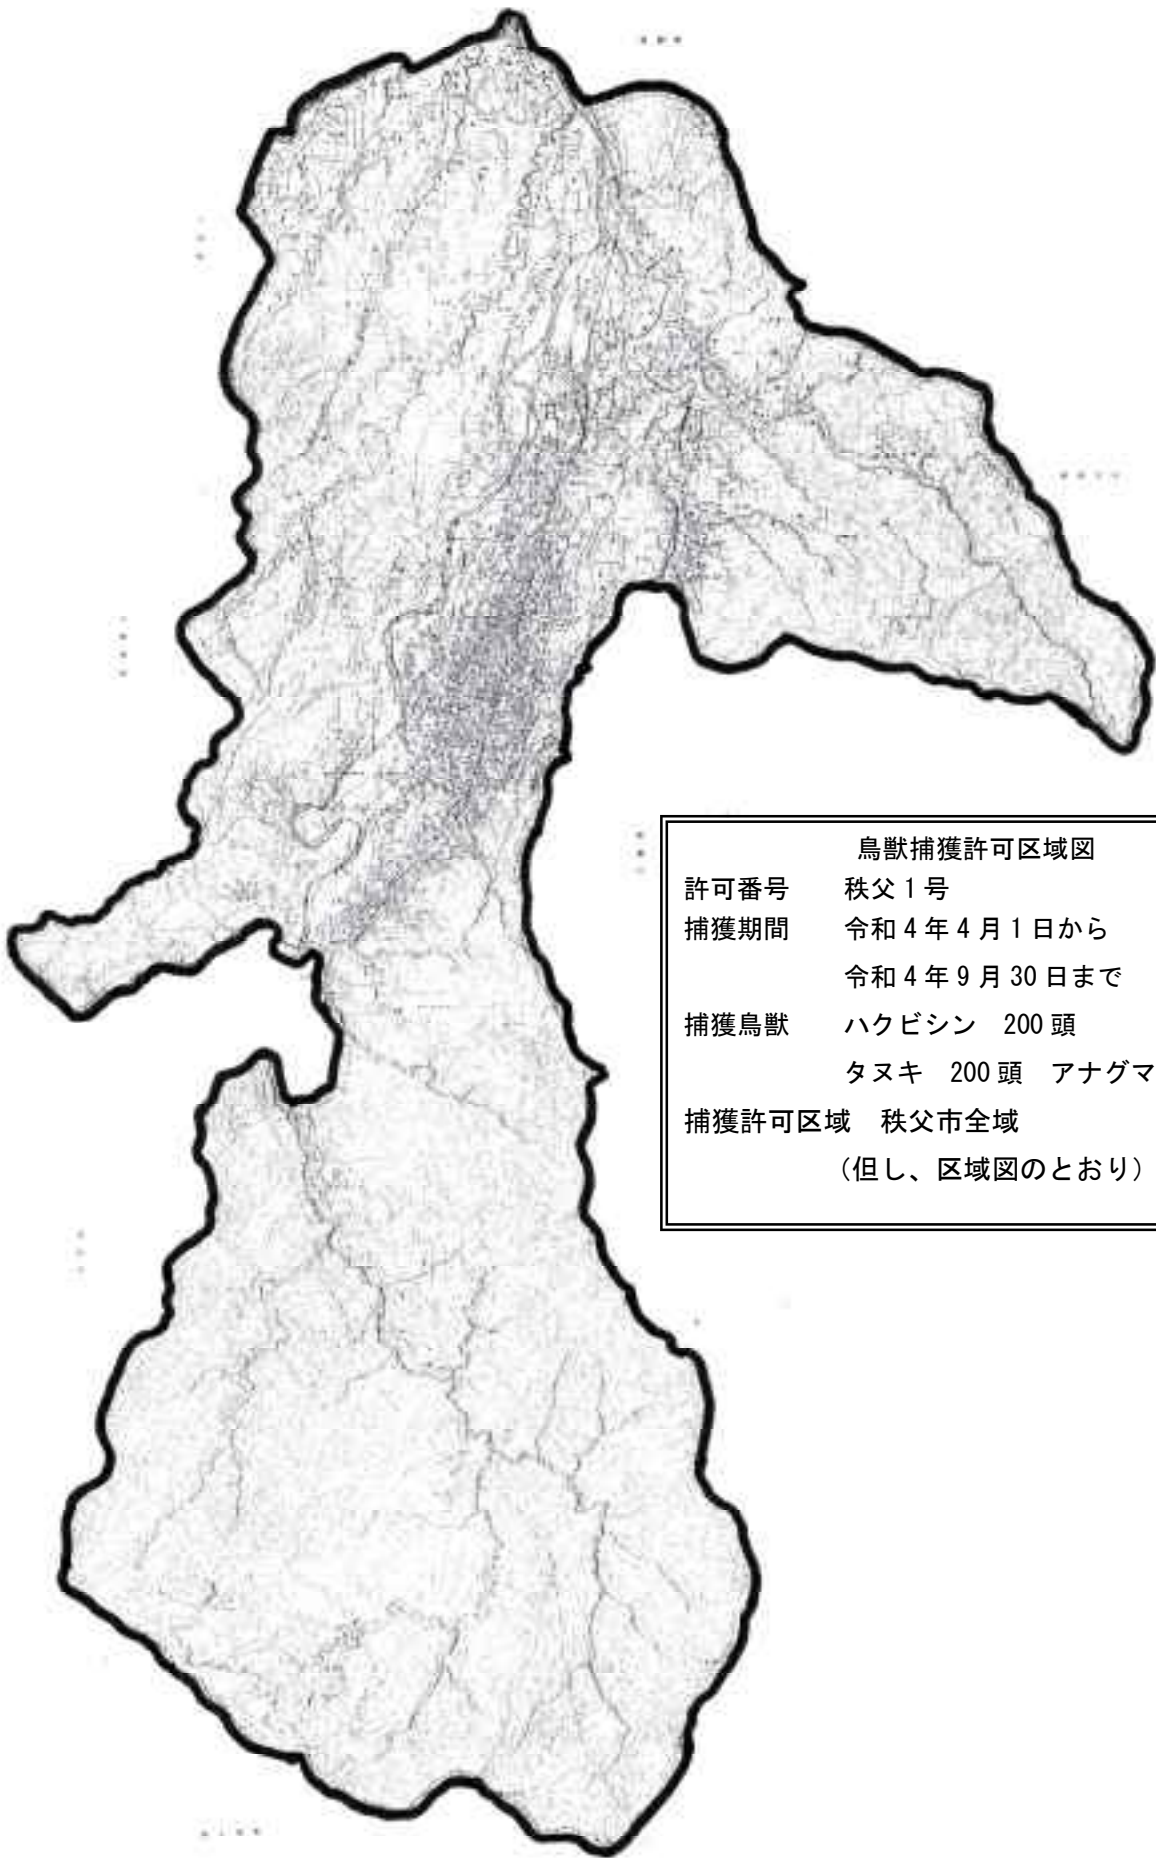 鳥獣捕獲許可区域図
許可番号 秩父1号
捕獲期間 令和4年4月1日から
令和4年9月30日まで
捕獲鳥獣 ハクビシン 200頭
タヌキ 200頭 アナグマ
捕獲許可区域 秩父市全域
（但し、区域図のとおり）